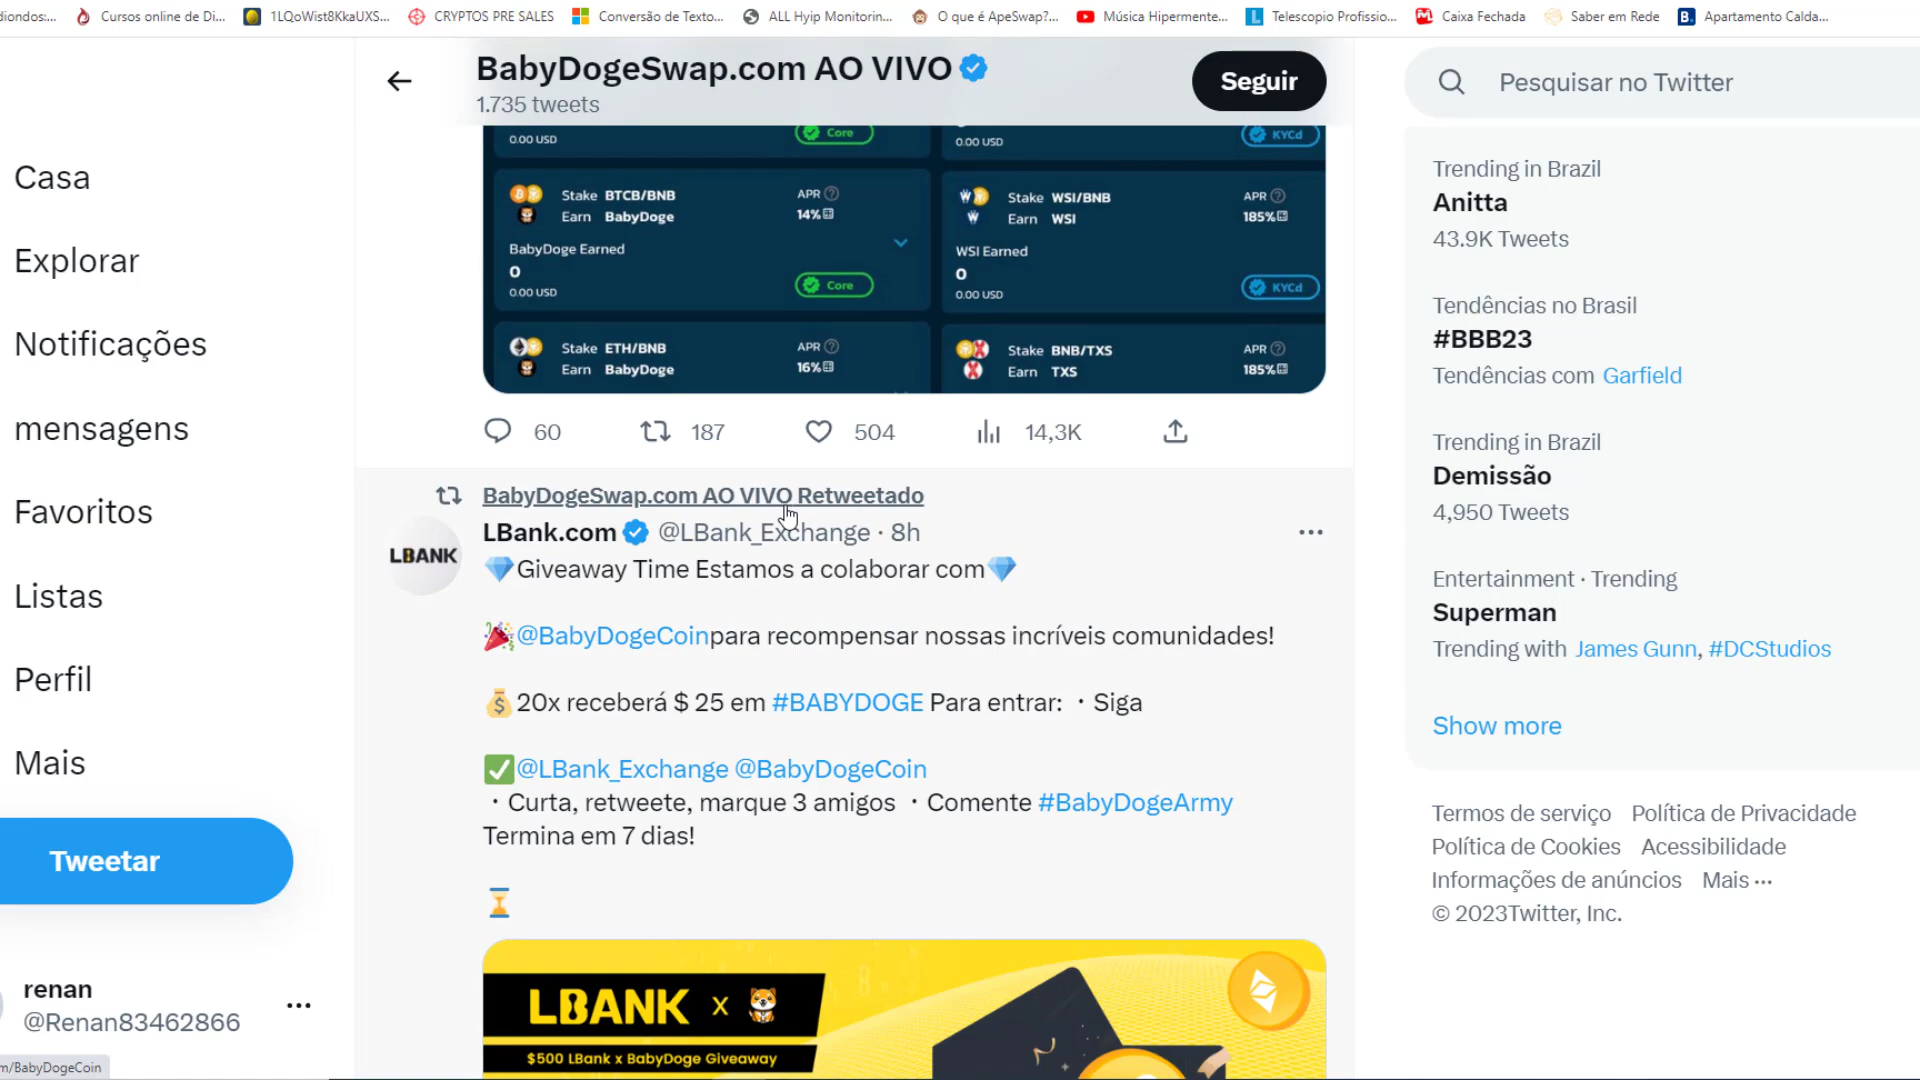 diondos:...
Cursos online de Di...
1LQoWist8KkaUXS...
CRYPTOS PRE SALES
Conversão de Texto...
ALL Hyip Monitorin...
O que é ApeSwap?...
Música Hipermente...
Telescopio Profissio...
Caixa Fechada
Saber em Rede
Apartamento Calda...
BabyDogeSwap.com AO VIVO
1.735 tweets
Seguir
Pesquisar no Twitter
Casa
Explorar
Notificações
mensagens
Favoritos
Listas
Perfil
Mais
Tweetar
renan
@Renan83462866
m/BabyDogeCoin
0.00 USD
Core
0.00 USD
KYCd
Stake BTCB/BNB
Earn BabyDoge
APR
14%
BabyDoge Earned
0
0.00 USD
Core
Stake WSI/BNB
Earn WSI
APR
185%
WSI Earned
0
0.00 USD
KYCd
Stake ETH/BNB
Earn BabyDoge
APR
16%
Stake BNB/TXS
Earn TXS
APR
185%
60
187
504
14,3K
BabyDogeSwap.com AO VIVO Retweetado
LBANK
LBank.com @LBank_Exchange · 8h
💎Giveaway Time Estamos a colaborar com💎
🎉@BabyDogeCoinpara recompensar nossas incríveis comunidades!
💰20x receberá $ 25 em #BABYDOGE Para entrar: ・Siga
✅@LBank_Exchange @BabyDogeCoin
・Curta, retweete, marque 3 amigos ・Comente #BabyDogeArmy
Termina em 7 dias!
⏳
LBANK x
$500 LBank x BabyDoge Giveaway
Trending in Brazil
Anitta
43.9K Tweets
Tendências no Brasil
#BBB23
Tendências com Garfield
Trending in Brazil
Demissão
4,950 Tweets
Entertainment · Trending
Superman
Trending with James Gunn, #DCStudios
Show more
Termos de serviço Política de Privacidade
Política de Cookies Acessibilidade
Informações de anúncios Mais ···
© 2023Twitter, Inc.